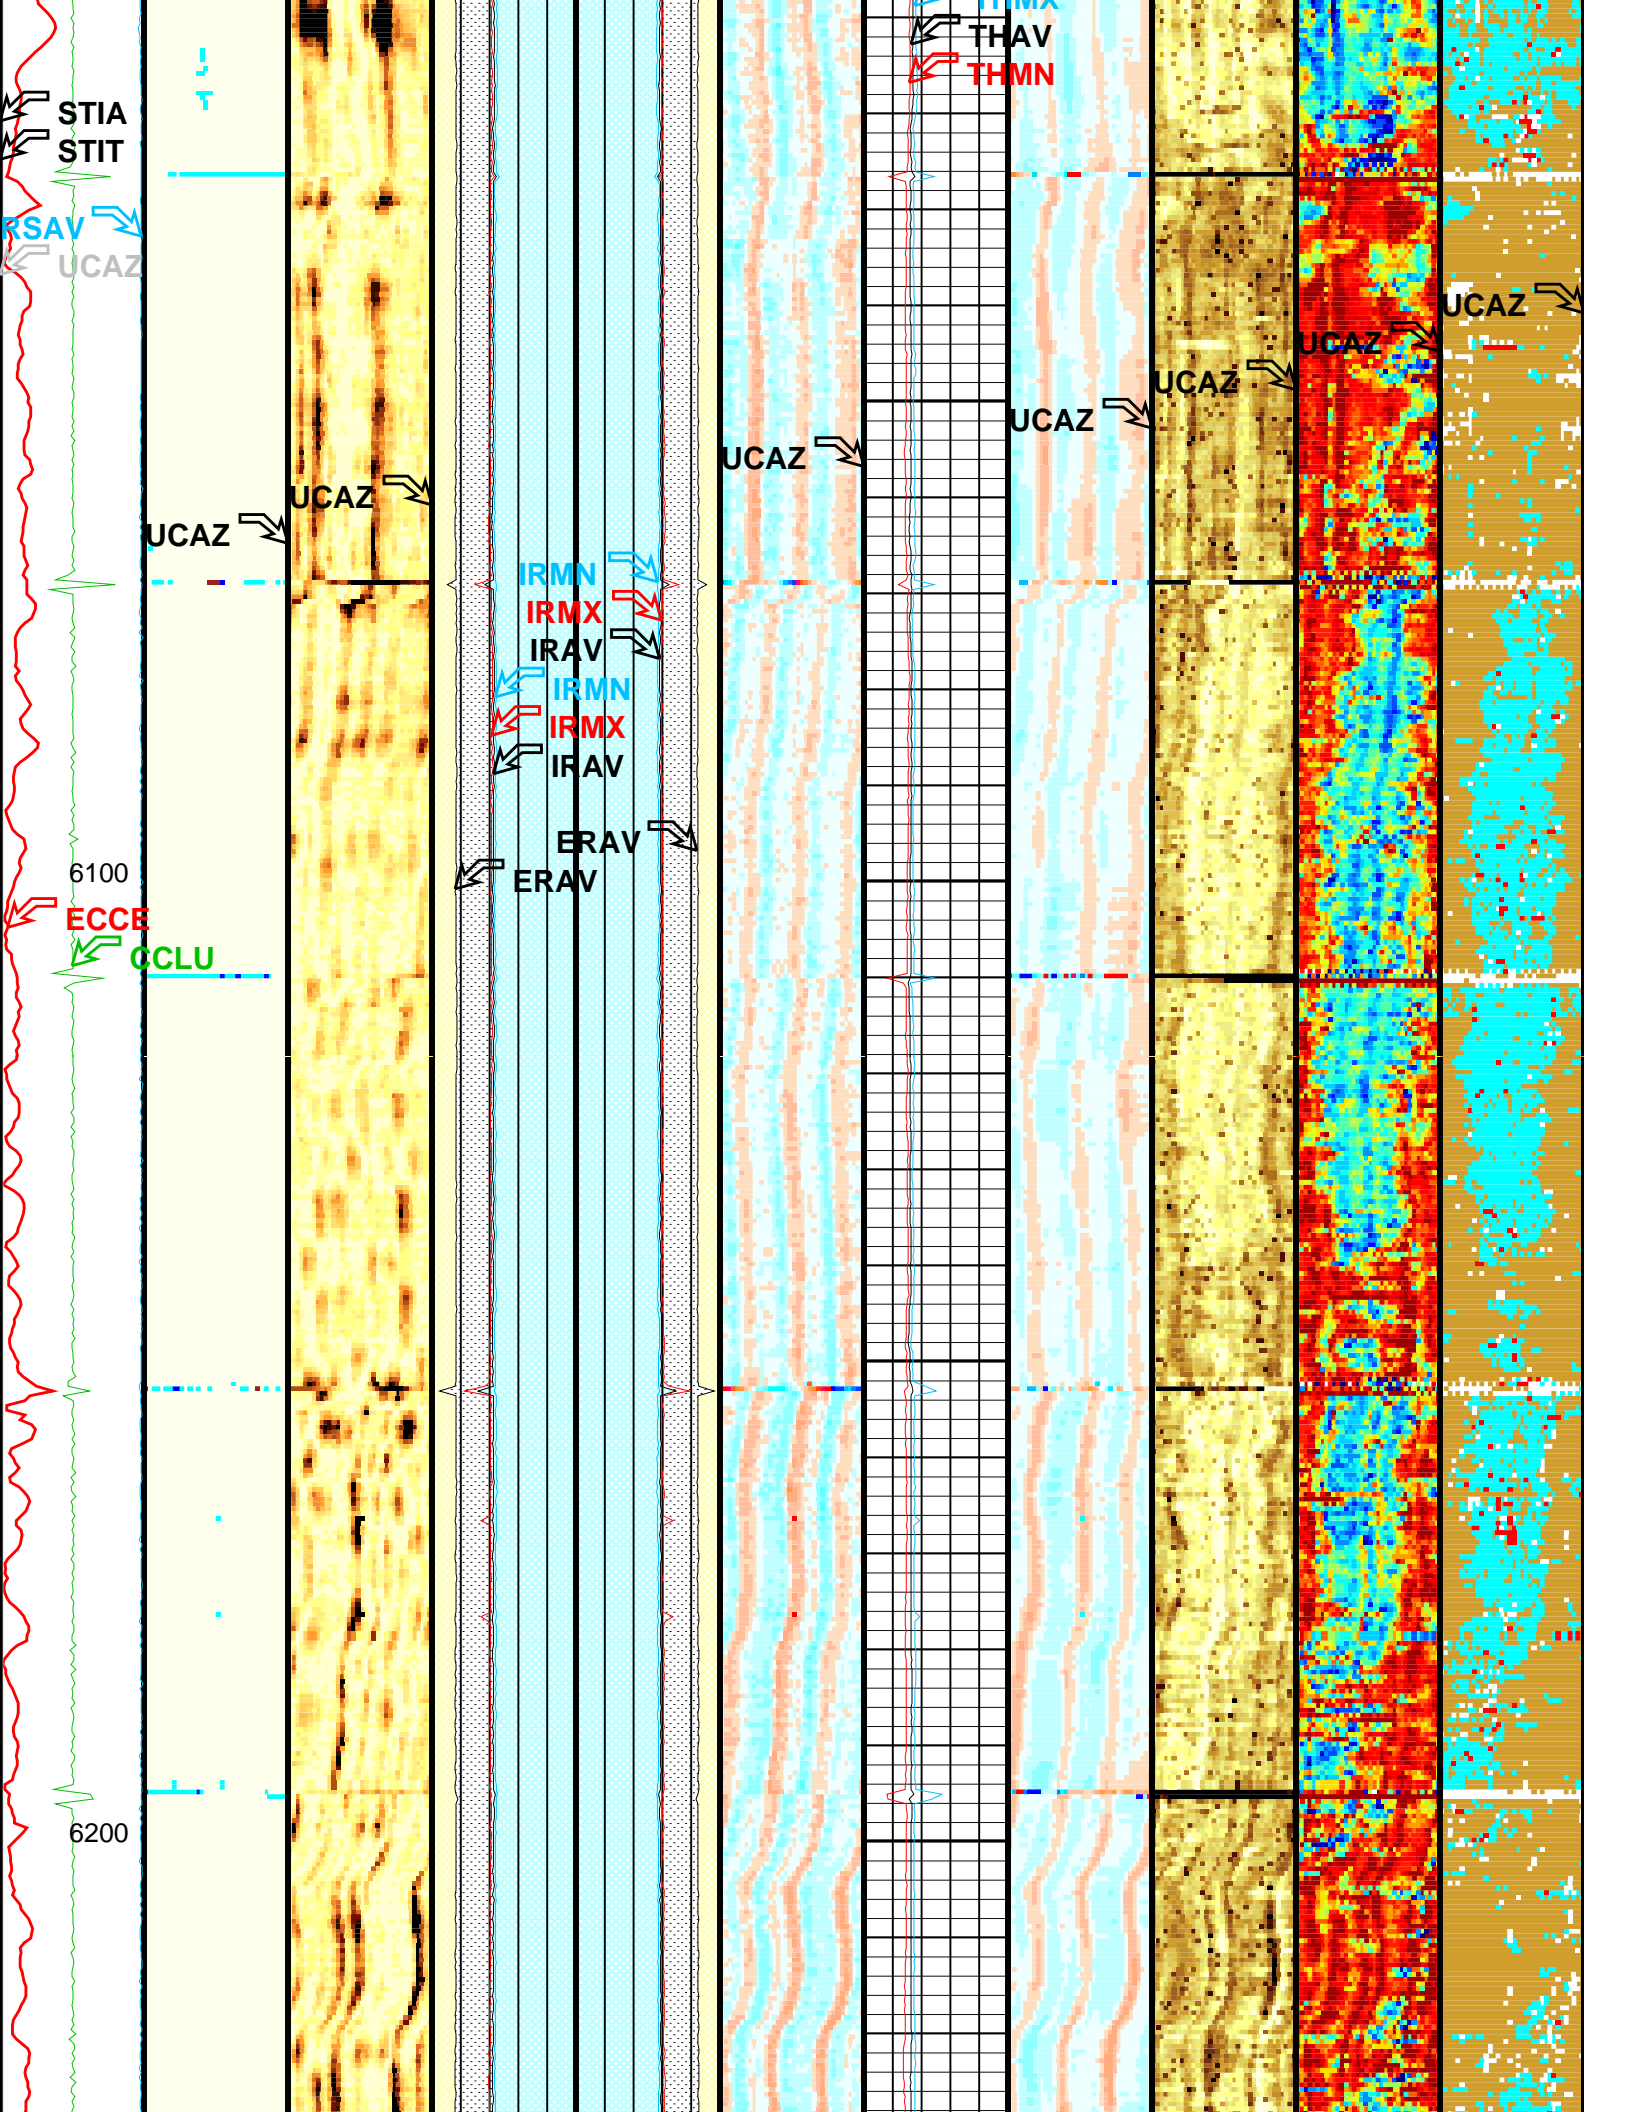 THMX
THAV
THMN
STIA
STIT
RSAV
UCAZ
UCAZ
UCAZ
UCAZ
UCAZ
UCAZ
UCAZ
UCAZ
IRMN
IRMX
IRAV
IRMN
IRMX
IRAV
ERAV
6100
ERAV
ECCE
CCLU
6200